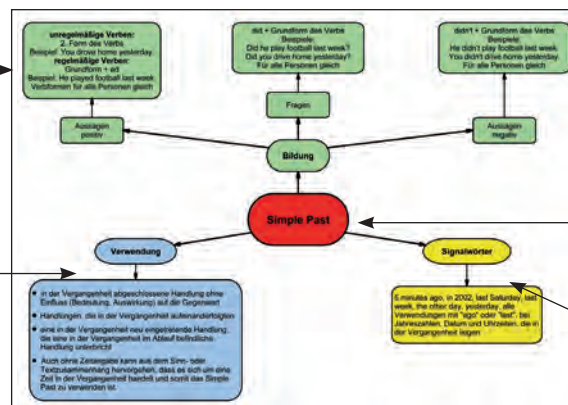 unregelmäßige Verben:
2. Form des Verbs
Beispiel: You drove home yesterday.
regelmäßige Verben:
Grundform + ed
Beispiel: He played football last week.
Verbformen für alle Personen gleich
did + Grundform des Verbs
Beispiele:
Did he play football last week?
Did you drive home yesterday?
Für alle Personen gleich
didn't + Grundform des Verbs
Beispiele:
He didn't play football last week.
You didn't drive home yesterday.
Für alle Personen gleich
Aussagen
positiv
Fragen
Aussagen
negativ
Bildung
Simple Past
Verwendung
Signalwörter
in der Vergangenheit abgeschlossene Handlung ohne
Einfluss (Bedeutung, Auswirkung) auf die Gegenwart
Handlungen, die in der Vergangenheit aufeinanderfolgten
eine in der Vergangenheit neu eingetretende Handlung,
die eine in der Vergangenheit im Ablauf befindliche
Handlung unterbricht
Auch ohne Zeitangabe kann aus dem Sinn- oder
Textzusammenhang hervorgehen, dass es sich um eine
Zeit in der Vergangenheit handelt und somit das Simple
Past zu verwenden ist.
5 minutes ago, in 2002, last Saturday, last
week, the other day, yesterday, alle
Verwendungen mit "ago" oder "last", bei
Jahreszahlen, Datum und Uhrzeiten, die in
der Vergangenheit liegen